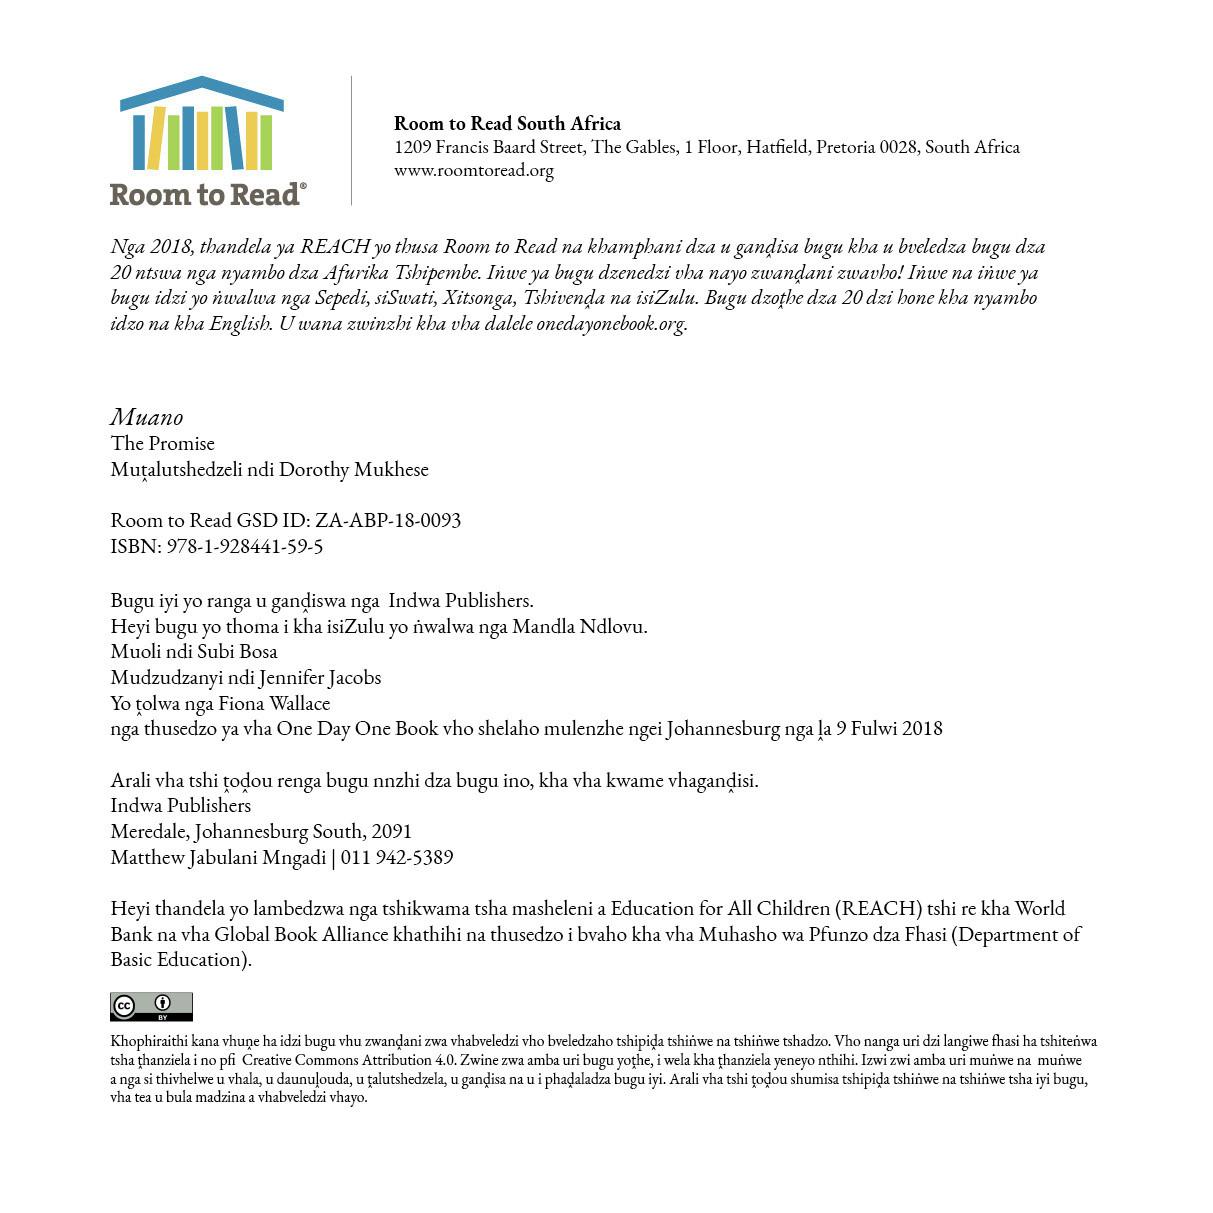 Room to Read®
Room to Read South Africa
1209 Francis Baard Street, The Gables, 1 Floor, Hatfield, Pretoria 0028, South Africa
www.roomtoread.org
Nga 2018, thandela ya REACH yo thusa Room to Read na khamphani dza u ganḓisa bugu kha u bveledza bugu dza
20 ntswa nga nyambo dza Afurika Tshipembe. Iṅwe ya bugu dzenedzi vha nayo zwanḓani zwavho! Iṅwe na iṅwe ya
bugu idzi yo ṅwalwa nga Sepedi, siSwati, Xitsonga, Tshivenḓa na isiZulu. Bugu dzoṱhe dza 20 dzi hone kha nyambo
idzo na kha English. U wana zwinzhi kha vha dalele onedayonebook.org.
Muano
The Promise
Muṱalutshedzeli ndi Dorothy Mukhese
Room to Read GSD ID: ZA-ABP-18-0093
ISBN: 978-1-928441-59-5
Bugu iyi yo ranga u ganḓiswa nga Indwa Publishers.
Heyi bugu yo thoma i kha isiZulu yo ṅwalwa nga Mandla Ndlovu.
Muoli ndi Subi Bosa
Mudzudzanyi ndi Jennifer Jacobs
Yo ṱolwa nga Fiona Wallace
nga thusedzo ya vha One Day One Book vho shelaho mulenzhe ngei Johannesburg nga ḽa 9 Fulwi 2018
Arali vha tshi ṱoḓou renga bugu nnzhi dza bugu ino, kha vha kwame vhaganḓisi.
Indwa Publishers
Meredale, Johannesburg South, 2091
Matthew Jabulani Mngadi | 011 942-5389
Heyi thandela yo lambedzwa nga tshikwama tsha masheleni a Education for All Children (REACH) tshi re kha World
Bank na vha Global Book Alliance khathihi na thusedzo i bvaho kha vha Muhasho wa Pfunzo dza Fhasi (Department of
Basic Education).
cc BY
Khophiraithi kana vhuṋe ha idzi bugu vhu zwanḓani zwa vhabveledzi vho bveledzaho tshipiḓa tshiṅwe na tshiṅwe tshadzo. Vho nanga uri dzi langiwe fhasi ha tshiteṅwa
tsha ṱhanziela i no pfi Creative Commons Attribution 4.0. Zwine zwa amba uri bugu yoṱhe, i wela kha ṱhanziela yeneyo nthihi. Izwi zwi amba uri muṅwe na muṅwe
a nga si thivhelwe u vhala, u daunuḽouda, u ṱalutshedzela, u ganḓisa na u i phaḓaladza bugu iyi. Arali vha tshi ṱoḓou shumisa tshipiḓa tshiṅwe na tshiṅwe tsha iyi bugu,
vha tea u bula madzina a vhabveledzi vhayo.